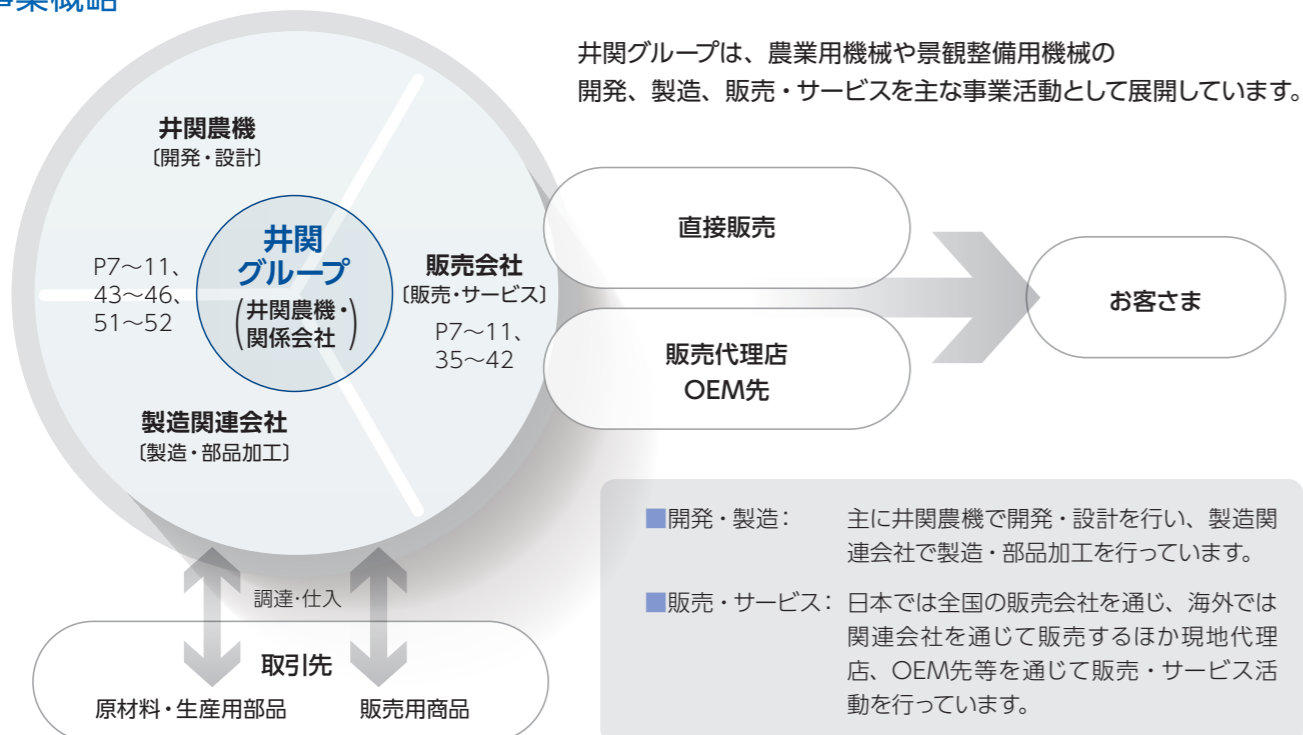 事業概略
井関グループは、農業用機械や景観整備用機械の
開発、製造、販売・サービスを主な事業活動として展開しています。
井関農機
〔開発・設計〕
井関
グループ
(井関農機・
関係会社)
P7〜11、
43〜46、
51〜52
販売会社
〔販売・サービス〕
P7〜11、
35〜42
製造関連会社
〔製造・部品加工〕
直接販売
販売代理店
OEM先
お客さま
調達・仕入
取引先
原材料・生産用部品
販売用商品
■開発・製造： 主に井関農機で開発・設計を行い、製造関
連会社で製造・部品加工を行っています。
■販売・サービス： 日本では全国の販売会社を通じ、海外では
関連会社を通じて販売するほか現地代理
店、OEM先等を通じて販売・サービス活
動を行っています。